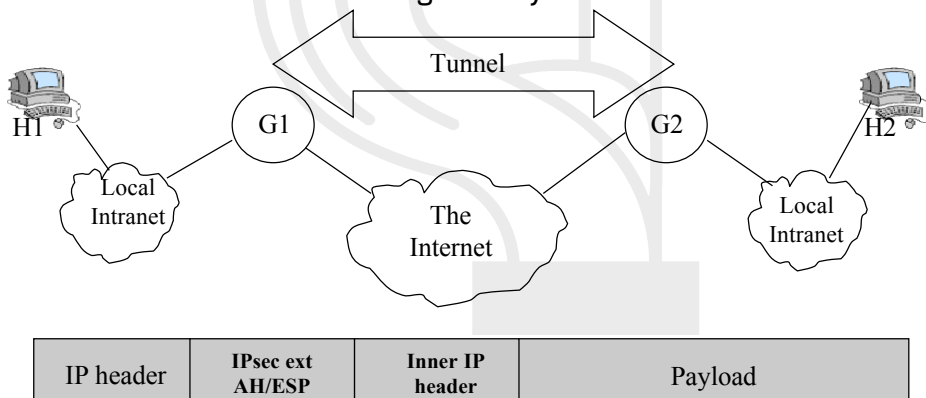 Tunnel
H1
G1
G2
H2
Local
Intranet
The
Internet
Local
Intranet
IP header
IPsec ext
AH/ESP
Inner IP
header
Payload